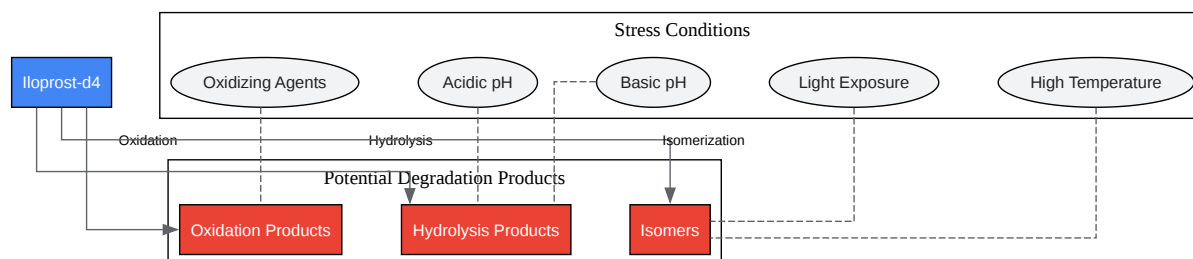 Stress Conditions
Iloprost-d4
Oxidizing Agents
Acidic pH
Basic pH
Light Exposure
High Temperature
Oxidation
Hydrolysis
Isomerization
Potential Degradation Products
Oxidation Products
Hydrolysis Products
Isomers